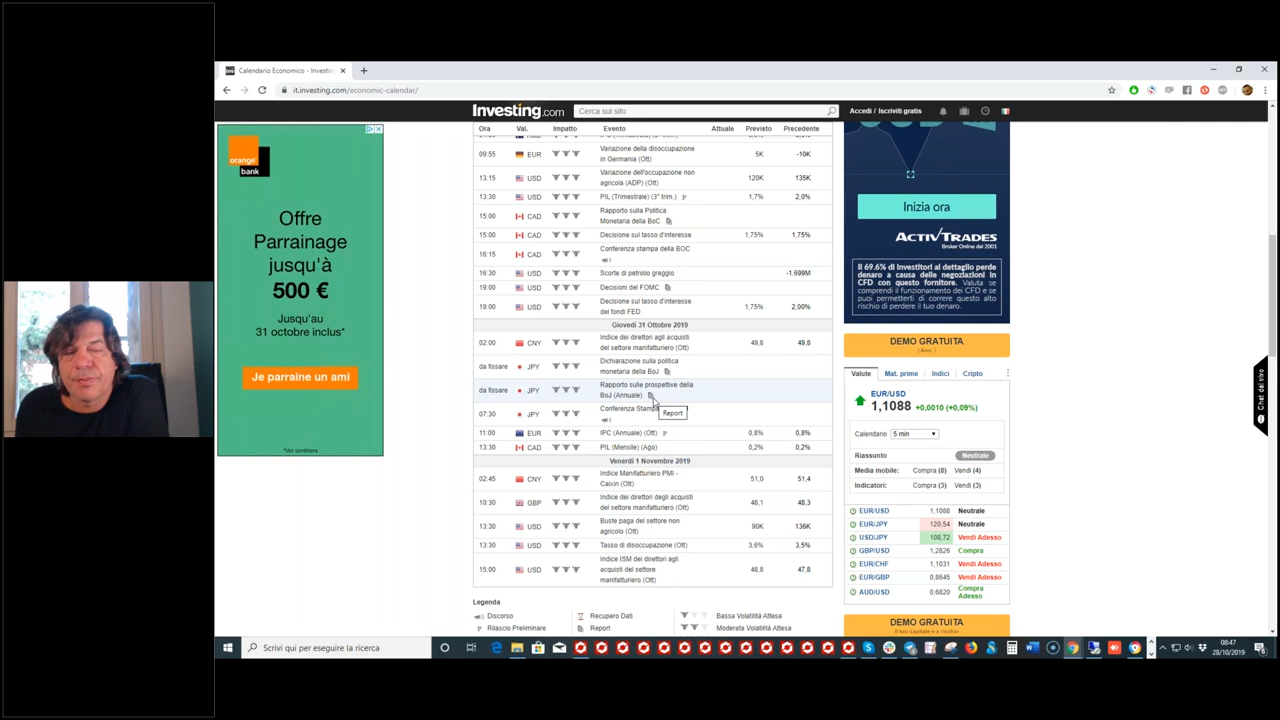 Calendario Economico - Investin
it.investing.com/economic-calendar/
Investing.com
Cerca sul sito
Accedi / Iscriviti gratis
Ora Val. Impatto Evento Attuale Previsto Precedente
09:55 EUR Variazione della disoccupazione in Germania (Ott) 5K -10K
13:15 USD Variazione dell'occupazione non agricola (ADP) (Ott) 120K 135K
13:30 USD PIL (Trimestrale) (3° trim.) P 1,7% 2,0%
15:00 CAD Rapporto sulla Politica Monetaria della BoC
15:00 CAD Decisione sul tasso d'interesse 1,75% 1,75%
16:15 CAD Conferenza stampa della BOC
16:30 USD Scorte di petrolio greggio -1,699M
19:00 USD Decisioni del FOMC
19:00 USD Decisione sul tasso d'interesse dei fondi FED 1,75% 2,00%
Giovedì 31 Ottobre 2019
02:00 CNY Indice dei direttori agli acquisti del settore manifatturiero (Ott) 49,8 49,8
da fissare JPY Dichiarazione sulla politica monetaria della BoJ
da fissare JPY Rapporto sulle prospettive della BoJ (Annuale)
07:30 JPY Conferenza Stampa
Report
11:00 EUR IPC (Annuale) (Ott) P 0,8% 0,8%
13:30 CAD PIL (Mensile) (Ago) 0,2% 0,2%
Venerdì 1 Novembre 2019
02:45 CNY Indice Manifatturiero PMI - Caixin (Ott) 51,0 51,4
10:30 GBP Indice dei direttori degli acquisti del settore manifatturiero (Ott) 48,1 48,3
13:30 USD Buste paga del settore non agricolo (Ott) 90K 136K
13:30 USD Tasso di disoccupazione (Ott) 3,6% 3,5%
15:00 USD Indice ISM dei direttori agli acquisti del settore manifatturiero (Ott) 48,8 47,8
Legenda
Discorso Recupero Dati Bassa Volatilità Attesa
P Rilascio Preliminare Report Moderata Volatilità Attesa
orange
bank
Offre
Parrainage
jusqu'à
500 €
Jusqu'au
31 octobre inclus*
Je parraine un ami
Inizia ora
ACTIVTRADES
Broker Online dal 2001
Il 69.6% di investitori al dettaglio perde
denaro a causa delle negoziazioni in
CFD con questo fornitore. Valuta se
comprendi il funzionamento dei CFD e se
puoi permetterti di correre questo alto
rischio di perdere il tuo denaro.
DEMO GRATUITA
Valute Mat. prime Indici Cripto
EUR/USD
1,1088 +0,0010 (+0,09%)
Calendario 5 min
Riassunto Neutrale
Media mobile: Compra (8) Vendi (4)
Indicatori: Compra (3) Vendi (3)
EUR/USD 1,1088 Neutrale
EUR/JPY 120,54 Neutrale
USD/JPY 108,72 Vendi Adesso
GBP/USD 1,2826 Compra
EUR/CHF 1,1031 Vendi Adesso
EUR/GBP 0,8645 Vendi Adesso
AUD/USD 0,6820 Compra Adesso
DEMO GRATUITA
Il tuo capitale è a rischio
Chat dal vivo
Scrivi qui per eseguire la ricerca
08:47
28/10/2019